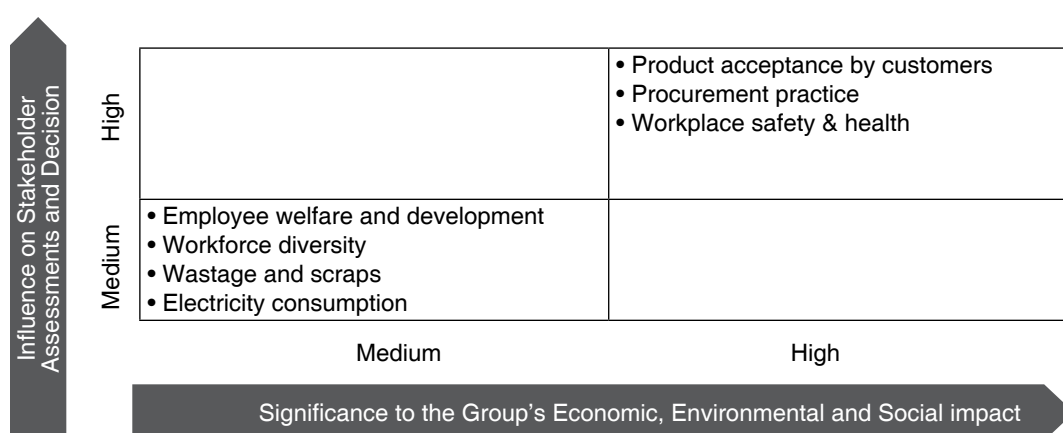 Influence on Stakeholder
Assessments and Decision
High
• Product acceptance by customers
• Procurement practice
• Workplace safety & health
Medium
• Employee welfare and development
• Workforce diversity
• Wastage and scraps
• Electricity consumption
Medium
High
Significance to the Group's Economic, Environmental and Social impact